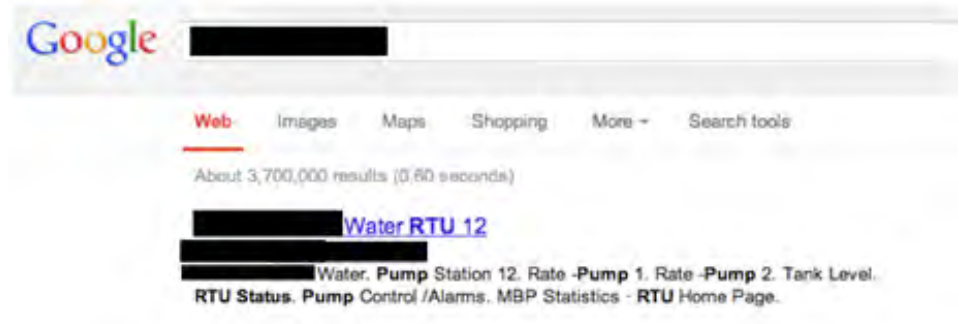 Google
Web Images Maps Shopping More Search tools
About 3,700,000 results (0.60 seconds)
Water RTU 12
Water. Pump Station 12. Rate -Pump 1. Rate -Pump 2. Tank Level.
RTU Status. Pump Control /Alarms. MBP Statistics - RTU Home Page.